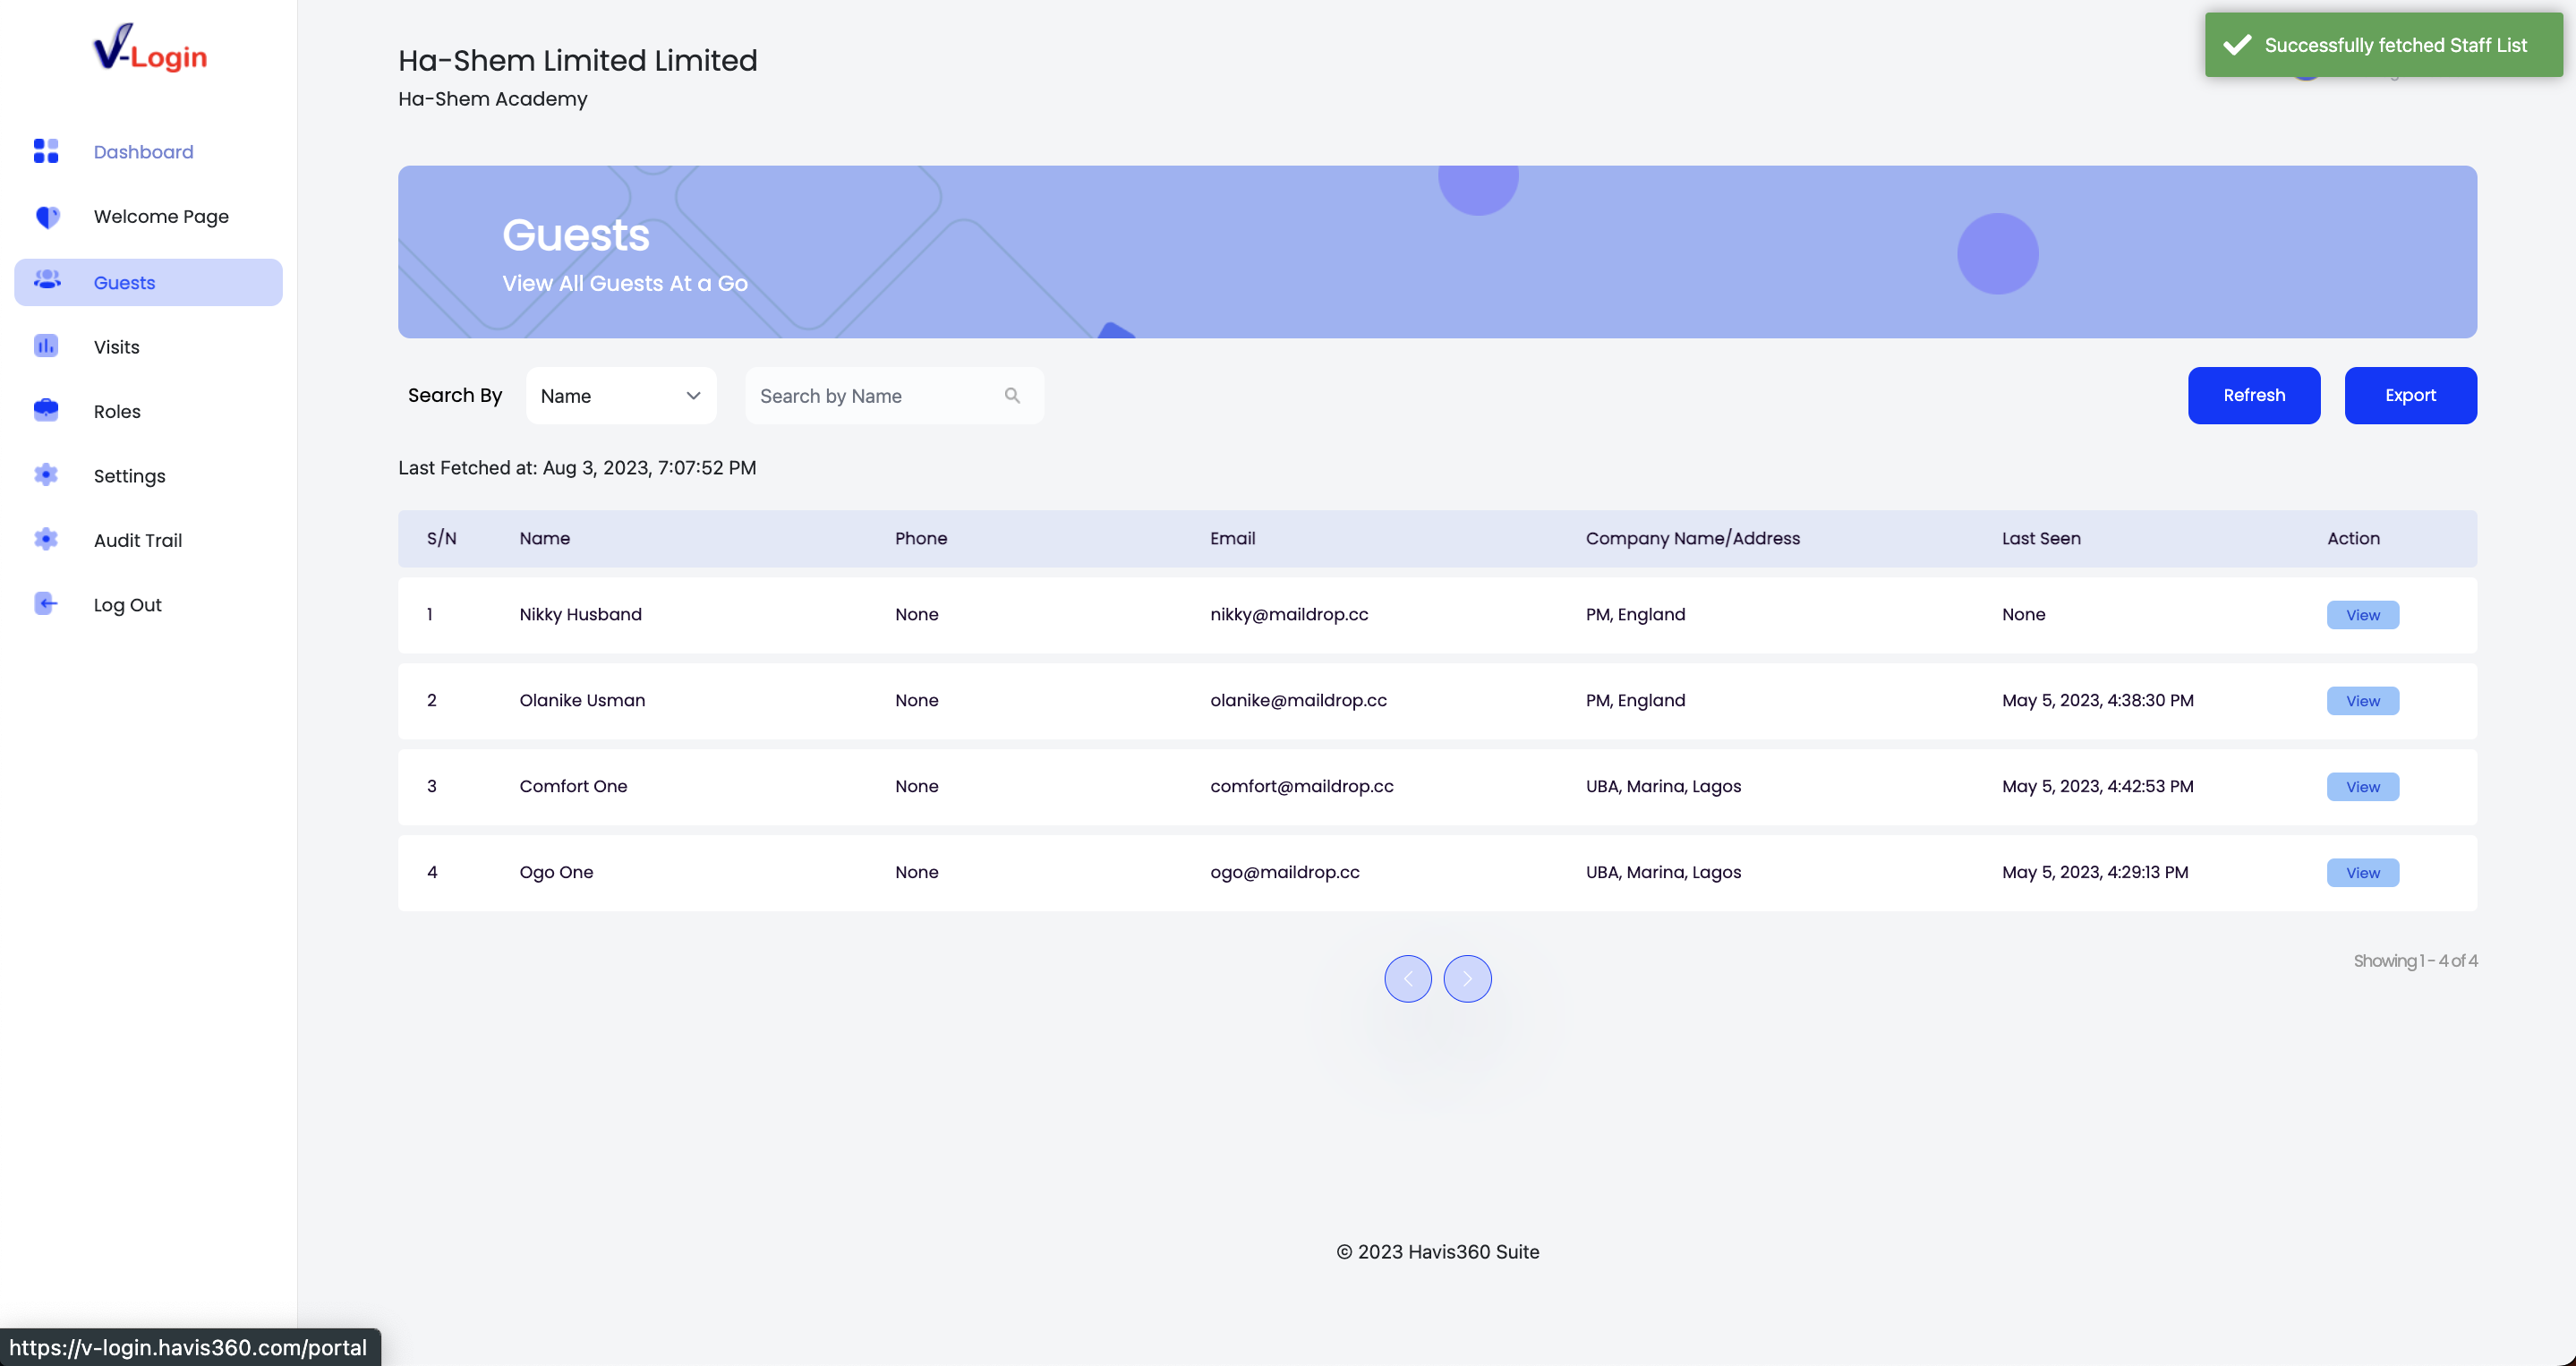 V-Login
Dashboard
Welcome Page
Guests
Visits
Roles
Settings
Audit Trail
Log Out
Ha-Shem Limited Limited
Ha-Shem Academy
Successfully fetched Staff List
Guests
View All Guests At a Go
Search By Name Search by Name Refresh Export
Last Fetched at: Aug 3, 2023, 7:07:52 PM
S/N Name Phone Email Company Name/Address Last Seen Action
1 Nikky Husband None nikky@maildrop.cc PM, England None View
2 Olanike Usman None olanike@maildrop.cc PM, England May 5, 2023, 4:38:30 PM View
3 Comfort One None comfort@maildrop.cc UBA, Marina, Lagos May 5, 2023, 4:42:53 PM View
4 Ogo One None ogo@maildrop.cc UBA, Marina, Lagos May 5, 2023, 4:29:13 PM View
Showing 1 - 4 of 4
© 2023 Havis360 Suite
https://v-login.havis360.com/portal